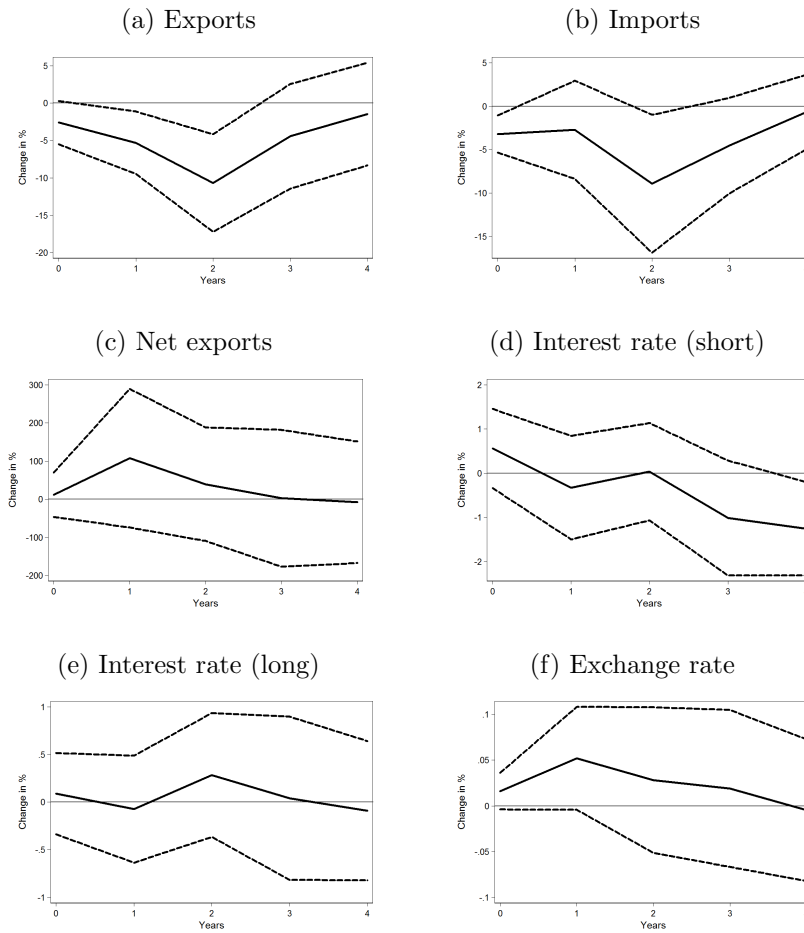 (a) Exports
(b) Imports
5
0
-5
-10
-15
-20
Change in %
0 1 2 3 4
Years
5
0
-5
-10
-15
Change in %
0 1 2 3
Years
(c) Net exports
(d) Interest rate (short)
300
200
100
0
-100
-200
Change in %
0 1 2 3 4
Years
2
1
0
-1
-2
Change in %
0 1 2 3
Years
(e) Interest rate (long)
(f) Exchange rate
1
.5
0
-.5
-1
Change in %
0 1 2 3 4
Years
.1
.05
0
-.05
-.1
Change in %
0 1 2 3
Years